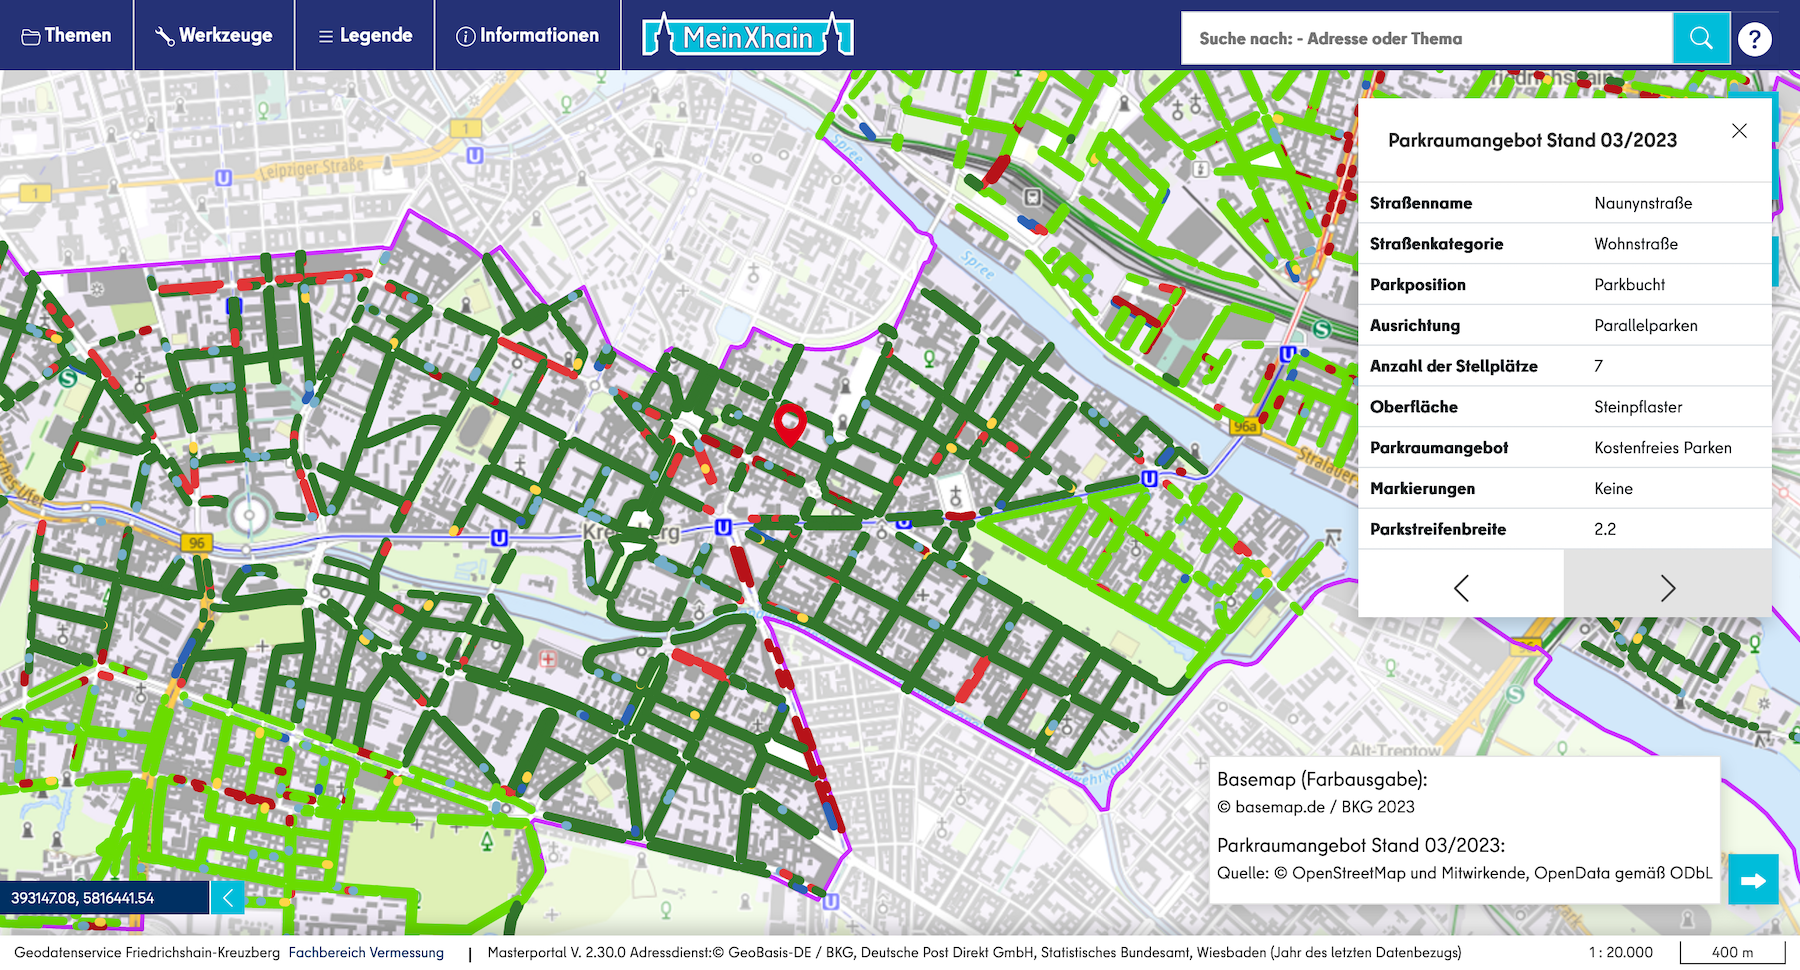 Themen
Werkzeuge
Legende
Informationen
MeinXhain
Suche nach: - Adresse oder Thema
?
Parkraumangebot Stand 03/2023
Straßenname Naunynstraße
Straßenkategorie Wohnstraße
Parkposition Parkbucht
Ausrichtung Parallelparken
Anzahl der Stellplätze 7
Oberfläche Steinpflaster
Parkraumangebot Kostenfreies Parken
Markierungen Keine
Parkstreifenbreite 2.2
Leipziger Straße
1
1
U
U
Spree
Spree
S
S
S
U
U
U
U
U
U
96a
96
Stralauer
Alt-Treptow
Basemap (Farbausgabe):
© basemap.de / BKG 2023
Parkraumangebot Stand 03/2023:
Quelle: © OpenStreetMap und Mitwirkende, OpenData gemäß ODbL
393147.08, 5816441.54
Geodatenservice Friedrichshain-Kreuzberg Fachbereich Vermessung | Masterportal V. 2.30.0 Adressdienst:© GeoBasis-DE / BKG, Deutsche Post Direkt GmbH, Statistisches Bundesamt, Wiesbaden (Jahr des letzten Datenbezugs) 1 : 20.000 400 m